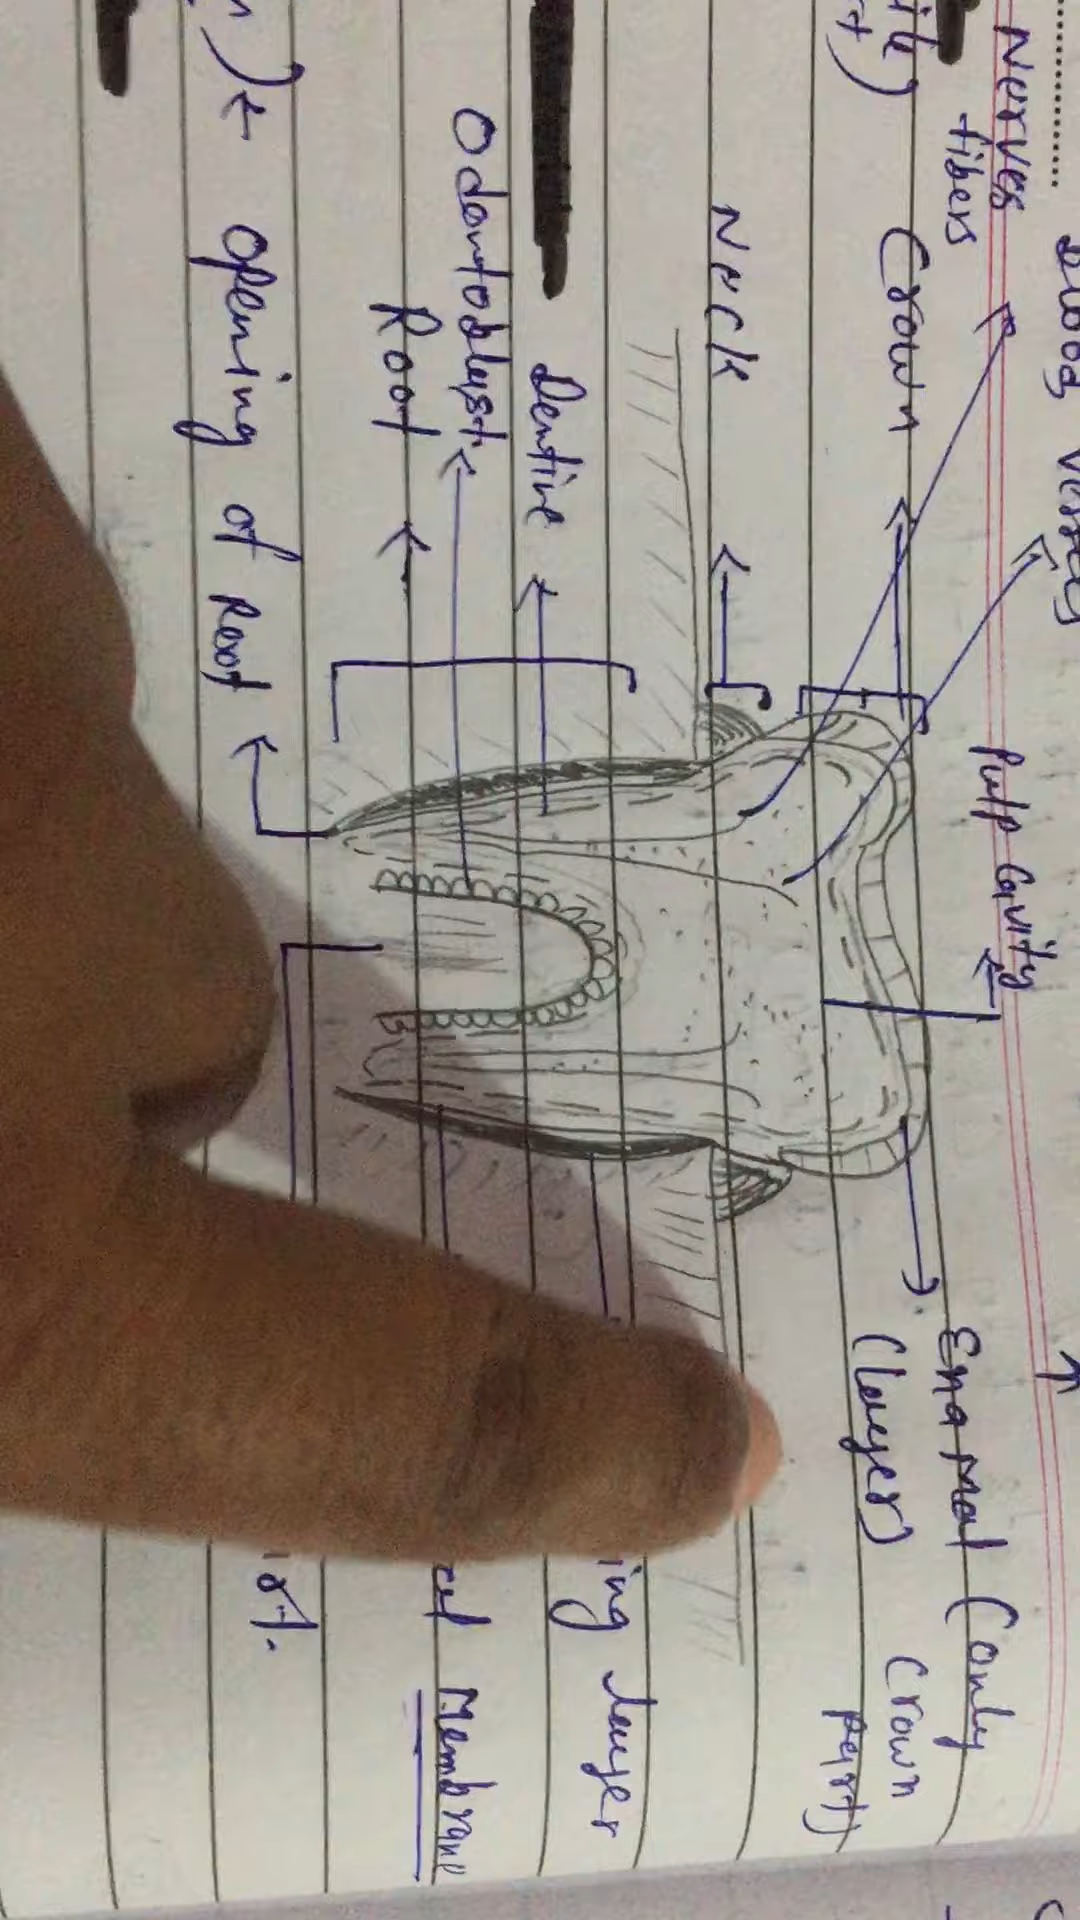 Blood vessels
Nerves
fibers
Pulp Cavity
Crown
Enamal (only
(layer) Crown
part)
Neck
Dentine
ing layer
Odontoblast
Root
Membrane
opening of Root